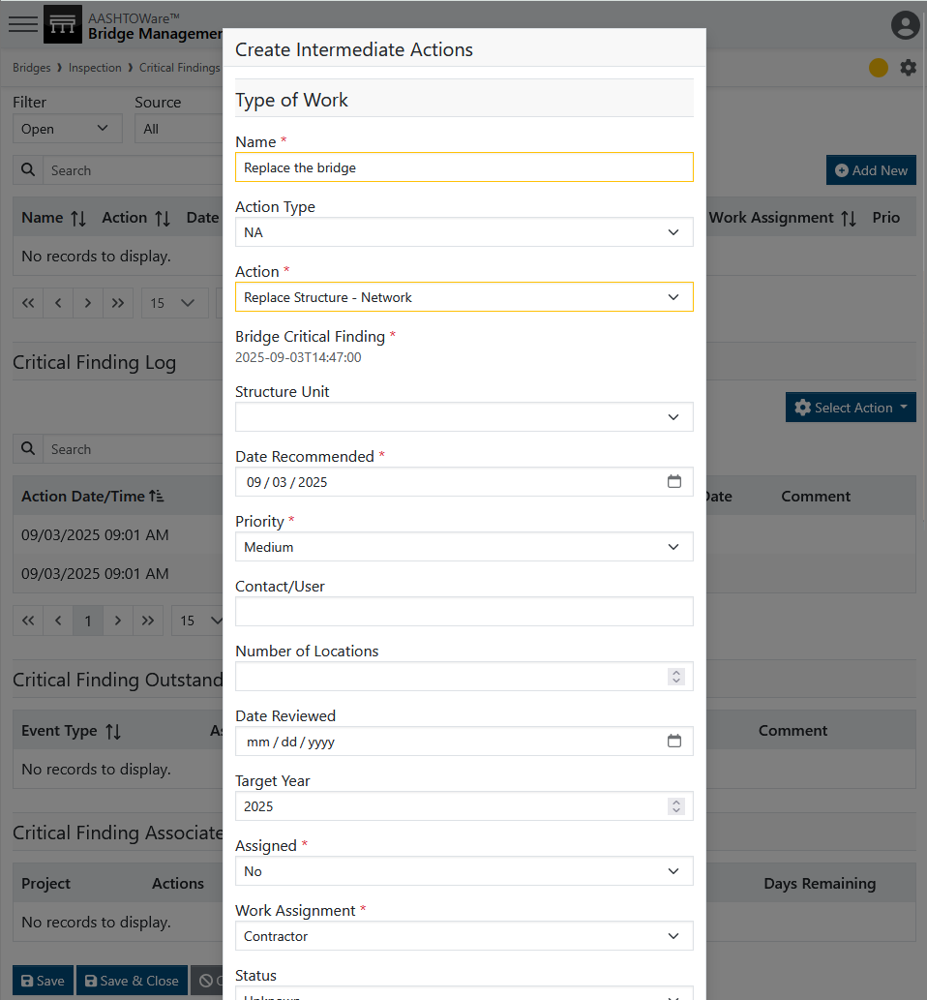 AASHTOWare™
Bridge Managemen
Bridges › Inspection › Critical Findings
Filter
Source
Open
All
Search
Add New
Name Action Date Work Assignment Prio
No records to display.
15
Critical Finding Log
Select Action
Search
Action Date/Time Date Comment
09/03/2025 09:01 AM
09/03/2025 09:01 AM
1
15
Critical Finding Outstand
Event Type As Comment
No records to display.
Critical Finding Associate
Project Actions Days Remaining
No records to display.
Save
Save & Close
C
Create Intermediate Actions
Type of Work
Name *
Replace the bridge
Action Type
NA
Action *
Replace Structure - Network
Bridge Critical Finding *
2025-09-03T14:47:00
Structure Unit
Date Recommended *
09 / 03 / 2025
Priority *
Medium
Contact/User
Number of Locations
Date Reviewed
mm / dd / yyyy
Target Year
2025
Assigned *
No
Work Assignment *
Contractor
Status
Unknown